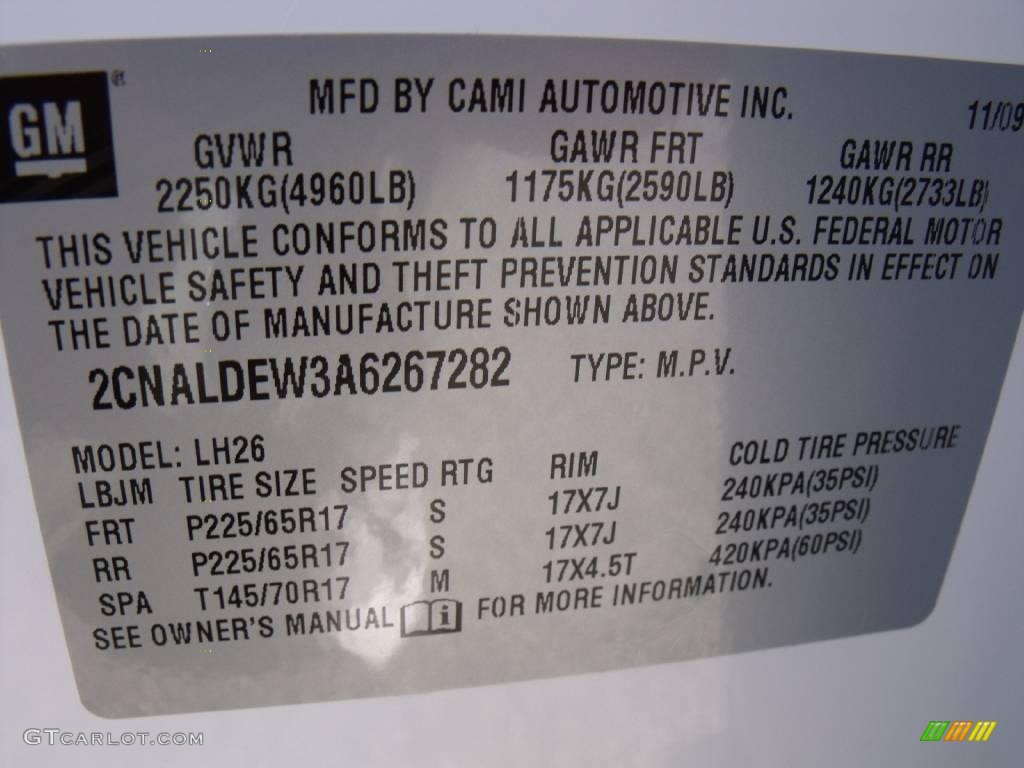 GM ®
MFD BY CAMI AUTOMOTIVE INC. 11/09
GVWR GAWR FRT GAWR RR
2250KG(4960LB) 1175KG(2590LB) 1240KG(2733LB)
THIS VEHICLE CONFORMS TO ALL APPLICABLE U.S. FEDERAL MOTOR
VEHICLE SAFETY AND THEFT PREVENTION STANDARDS IN EFFECT ON
THE DATE OF MANUFACTURE SHOWN ABOVE.
2CNALDEW3A6267282 TYPE: M.P.V.
MODEL: LH26
LBJM TIRE SIZE SPEED RTG RIM COLD TIRE PRESSURE
FRT P225/65R17 S 17X7J 240KPA(35PSI)
RR P225/65R17 S 17X7J 240KPA(35PSI)
SPA T145/70R17 M 17X4.5T 420KPA(60PSI)
SEE OWNER'S MANUAL i FOR MORE INFORMATION.
GTCARLOT.COM